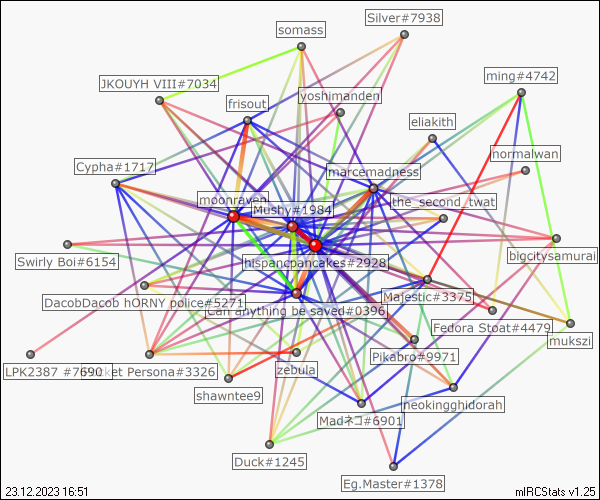 Silver#7938
somass
ming#4742
JKOUYH VIII#7034
yoshimanden
frisout
eliakith
normalwan
Cypha#1717
marcemadness
moonraven
Mushy#1984
the_second_twat
Swirly Boi#6154
bigcitysamurai
hispancpancakes#2928
DacobDacob hORNY police#5271
Majestic#3375
Can anything be saved#0396
Fedora Stoat#4479
mukszi
Pikabro#9971
LPK2387 #7690
ket Persona#3326
zebula
shawntee9
neokingghidorah
Madネコ#6901
Duck#1245
Eg.Master#1378
23.12.2023 16:51
mIRCStats v1.25